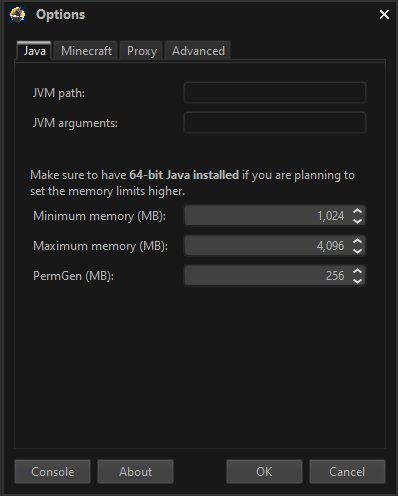 Options
Java
Minecraft
Proxy
Advanced
JVM path:
JVM arguments:
Make sure to have 64-bit Java installed if you are planning to
set the memory limits higher.
Minimum memory (MB): 1,024
Maximum memory (MB): 4,096
PermGen (MB): 256
Console
About
OK
Cancel